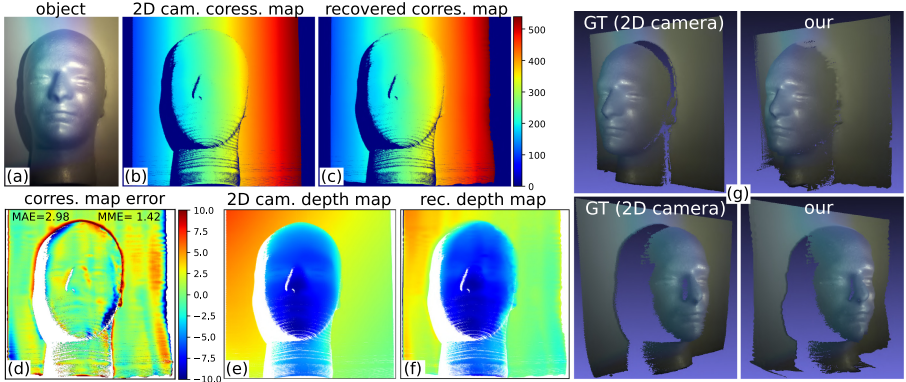 object
2D cam. coress. map
recovered corres. map
500
400
300
200
100
0
(a)
(b)
(c)
corres. map error
2D cam. depth map
rec. depth map
MAE=2.98
MME= 1.42
10.0
7.5
5.0
2.5
0.0
−2.5
−5.0
−7.5
−10.0
(d)
(e)
(f)
GT (2D camera)
our
(g)
GT (2D camera)
our